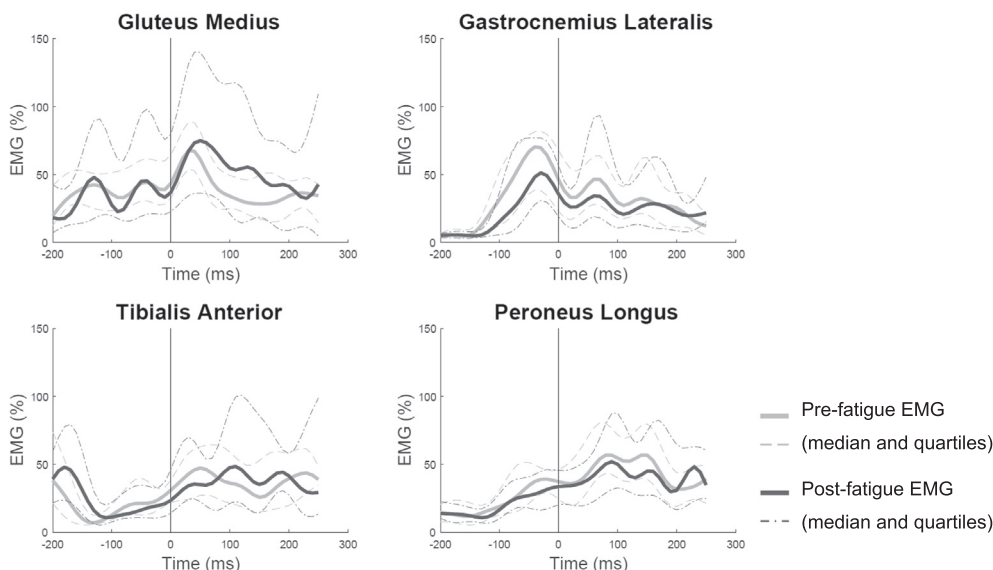 Gluteus Medius
Gastrocnemius Lateralis
150
100
50
0
EMG (%)
-200 -100 0 100 200 300
Time (ms)
150
100
50
0
EMG (%)
-200 -100 0 100 200 300
Time (ms)
Tibialis Anterior
Peroneus Longus
150
100
50
0
EMG (%)
-200 -100 0 100 200 300
Time (ms)
150
100
50
0
EMG (%)
-200 -100 0 100 200 300
Time (ms)
Pre-fatigue EMG
(median and quartiles)
Post-fatigue EMG
(median and quartiles)